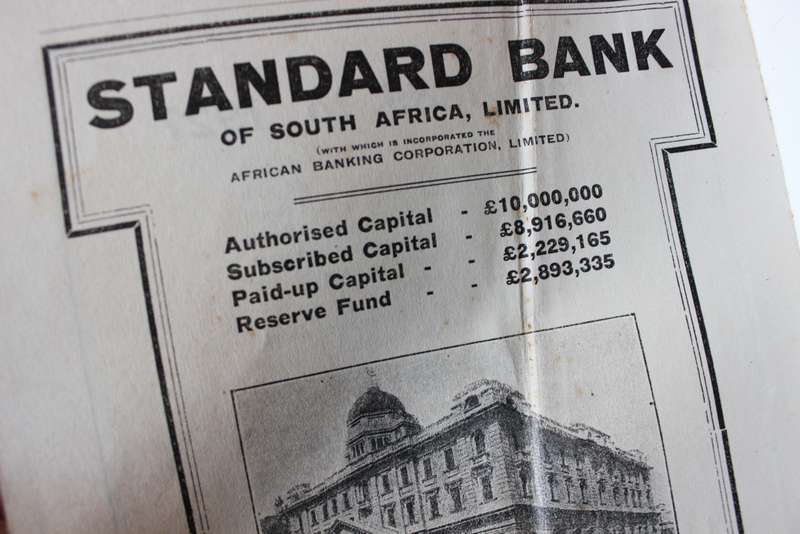 STANDARD BANK
OF SOUTH AFRICA, LIMITED.
(WITH WHICH IS INCORPORATED THE
AFRICAN BANKING CORPORATION, LIMITED)
Authorised Capital - £10,000,000
Subscribed Capital - £8,916,660
Paid-up Capital - - £2,229,165
Reserve Fund - - £2,893,335